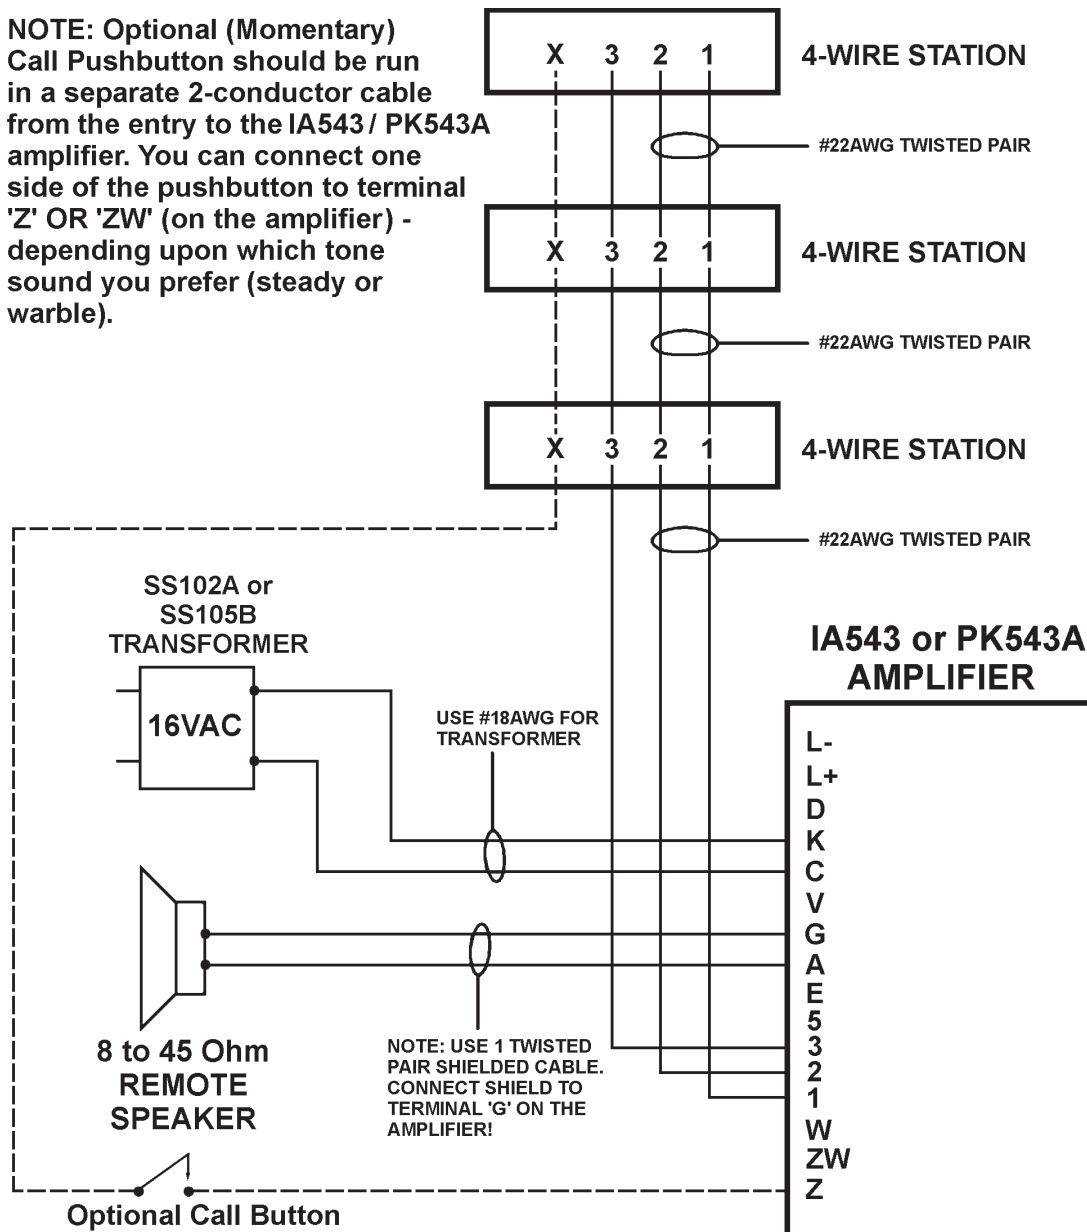 NOTE: Optional (Momentary)
Call Pushbutton should be run
in a separate 2-conductor cable
from the entry to the IA543 / PK543A
amplifier. You can connect one
side of the pushbutton to terminal
'Z' OR 'ZW' (on the amplifier) -
depending upon which tone
sound you prefer (steady or
warble).
X 3 2 1
4-WIRE STATION
#22AWG TWISTED PAIR
X 3 2 1
4-WIRE STATION
#22AWG TWISTED PAIR
X 3 2 1
4-WIRE STATION
#22AWG TWISTED PAIR
SS102A or
SS105B
TRANSFORMER
16VAC
USE #18AWG FOR
TRANSFORMER
IA543 or PK543A
AMPLIFIER
L-
L+
D
K
C
V
G
A
E
5
3
2
1
W
ZW
Z
8 to 45 Ohm
REMOTE
SPEAKER
NOTE: USE 1 TWISTED
PAIR SHIELDED CABLE.
CONNECT SHIELD TO
TERMINAL 'G' ON THE
AMPLIFIER!
Optional Call Button